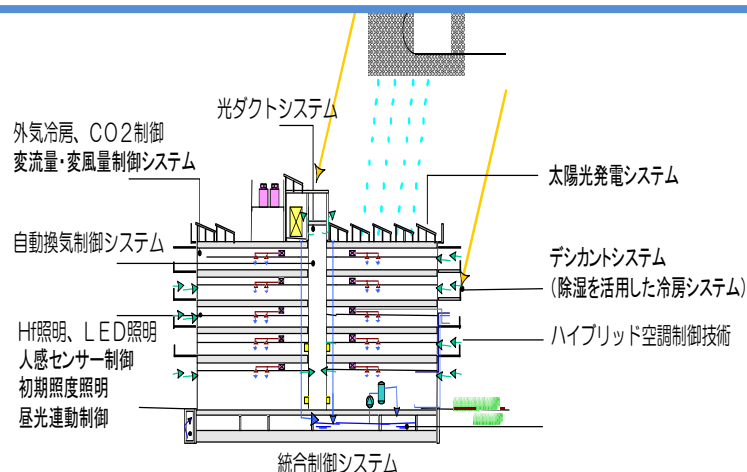 光ダクトシステム
外気冷房、CO2制御
変流量・変風量制御システム
太陽光発電システム
自動換気制御システム
デシカントシステム
(除湿を活用した冷房システム)
Hf照明、LED照明
人感センサー制御
初期照度照明
昼光連動制御
ハイブリッド空調制御技術
統合制御システム